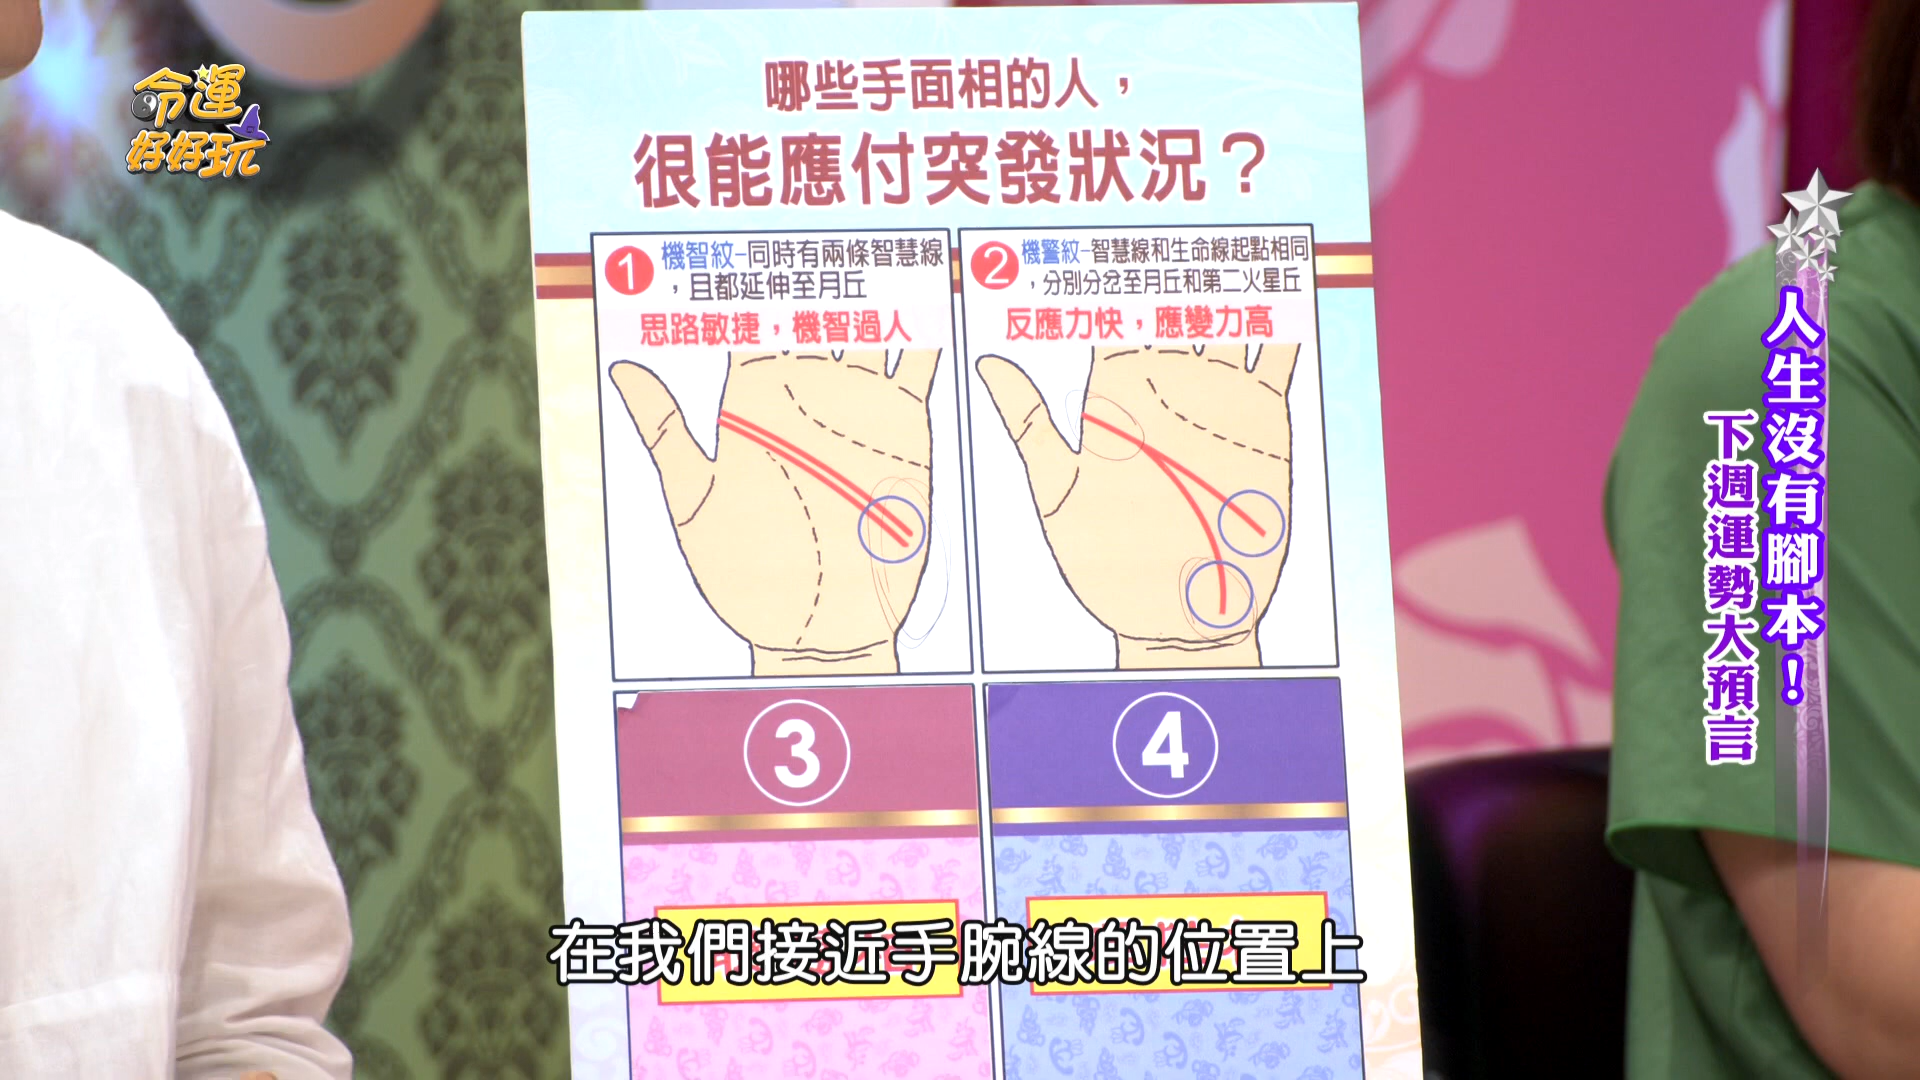 命運
好好玩
哪些手面相的人，
很能應付突發狀況？
1 機智紋-同時有兩條智慧線
，且都延伸至月丘
思路敏捷，機智過人
2 機警紋-智慧線和生命線起點相同
，分別分岔至月丘和第二火星丘
反應力快，應變力高
3
4
人生沒有腳本！
下週運勢大預言
在我們接近手腕線的位置上